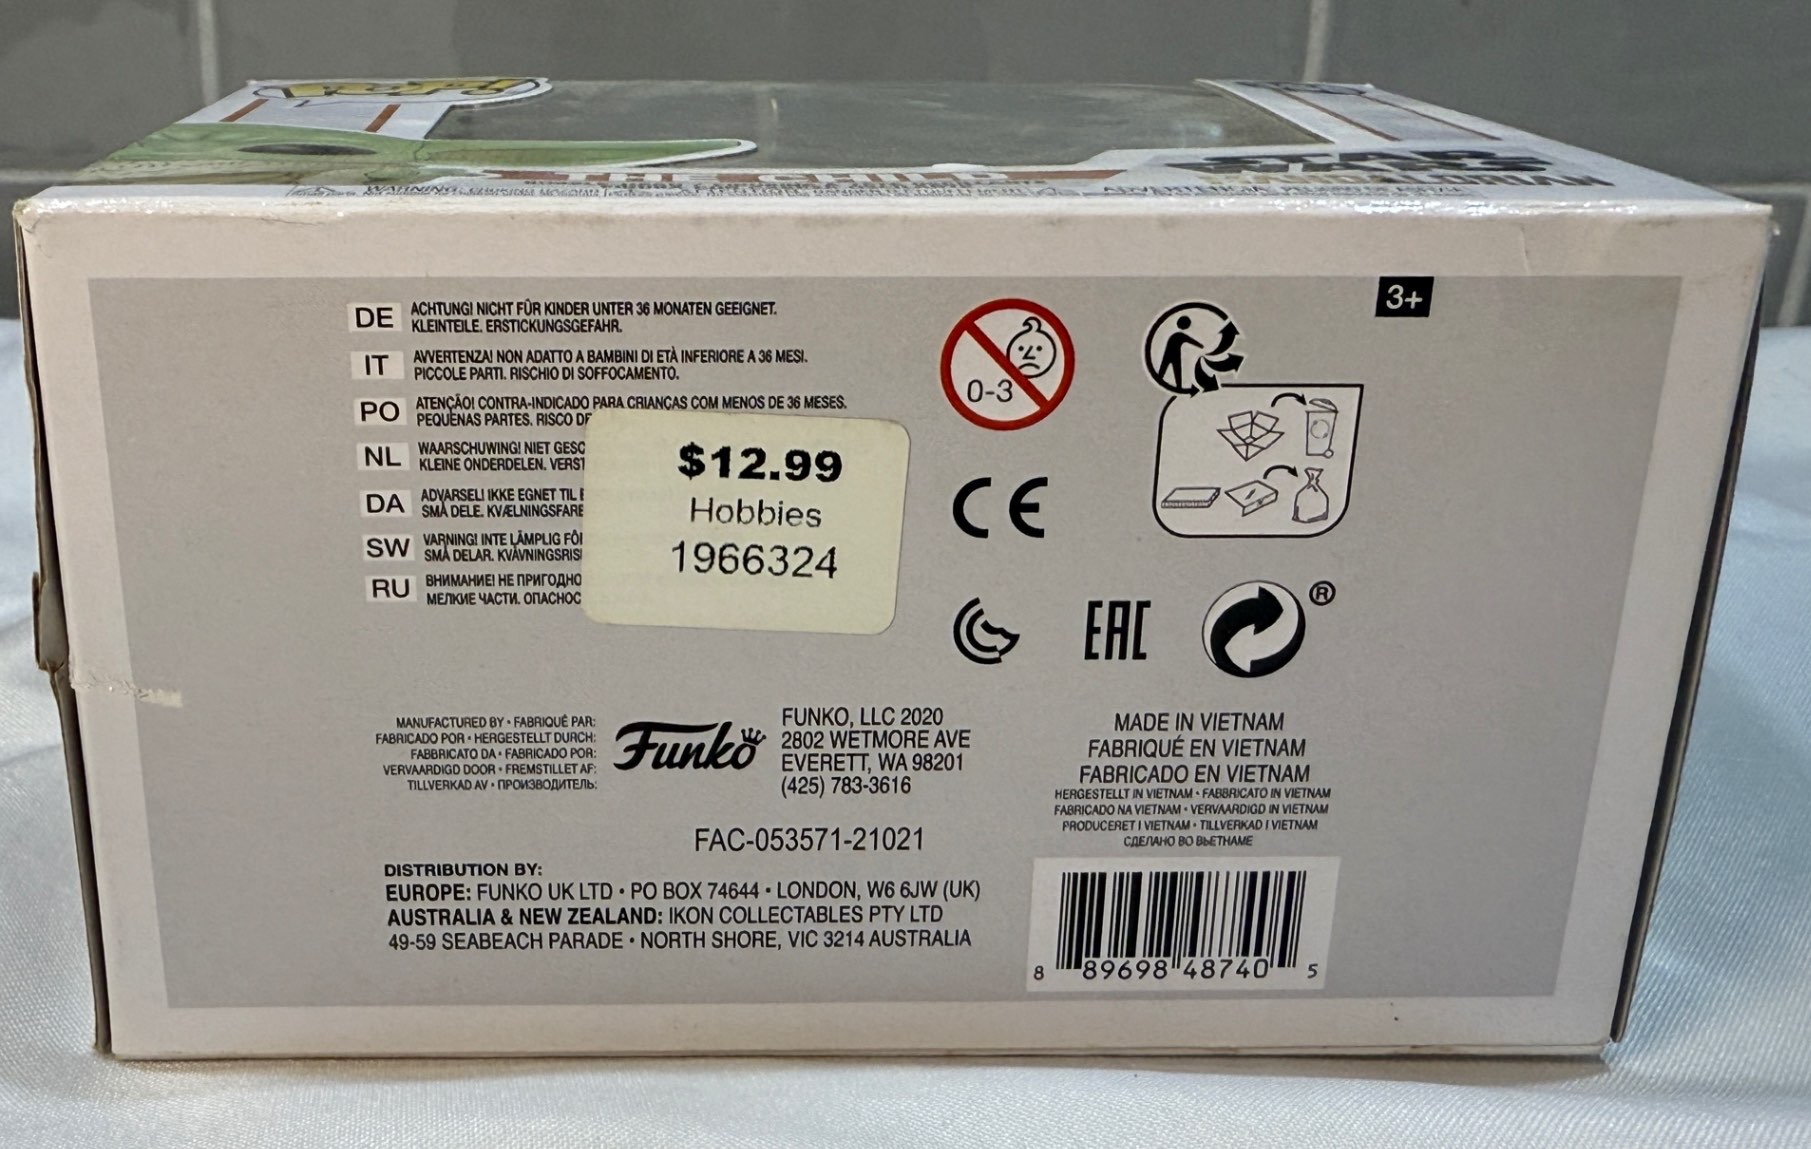 POP!
THE CHILD
STAR
WARS
WARNING:
DE ACHTUNG! NICHT FÜR KINDER UNTER 36 MONATEN GEEIGNET.
KLEINTEILE. ERSTICKUNGSGEFAHR.
IT AVVERTENZA! NON ADATTO A BAMBINI DI ETÀ INFERIORE A 36 MESI.
PICCOLE PARTI. RISCHIO DI SOFFOCAMENTO.
PO ATENÇÃO! CONTRA-INDICADO PARA CRIANÇAS COM MENOS DE 36 MESES.
PEQUENAS PARTES. RISCO DE
NL WAARSCHUWING! NIET GESC
KLEINE ONDERDELEN. VERST
DA ADVARSEL! IKKE EGNET TIL
SMÅ DELE. KVÆLNINGSFARE
SW VARNING! INTE LÄMPLIG FÖ
SMÅ DELAR. KVÄVNINGSRIS
RU ВНИМАНИЕ! НЕ ПРИГОДНО
МЕЛКИЕ ЧАСТИ. ОПАСНОС
$12.99
Hobbies
1966324
0-3
3+
CE
EAC
®
MANUFACTURED BY • FABRIQUÉ PAR:
FABRICADO POR • HERGESTELLT DURCH:
FABBRICATO DA • FABRICADO POR:
VERVAARDIGD DOOR • FREMSTILLET AF:
TILLVERKAD AV • ПРОИЗВОДИТЕЛЬ:
Funko
FUNKO, LLC 2020
2802 WETMORE AVE
EVERETT, WA 98201
(425) 783-3616
MADE IN VIETNAM
FABRIQUÉ EN VIETNAM
FABRICADO EN VIETNAM
HERGESTELLT IN VIETNAM • FABBRICATO IN VIETNAM
FABRICADO NA VIETNAM • VERVAARDIGD IN VIETNAM
PRODUCERET I VIETNAM • TILLVERKAD I VIETNAM
СДЕЛАНО ВО ВЬЕТНАМЕ
FAC-053571-21021
DISTRIBUTION BY:
EUROPE: FUNKO UK LTD • PO BOX 74644 • LONDON, W6 6JW (UK)
AUSTRALIA & NEW ZEALAND: IKON COLLECTABLES PTY LTD
49-59 SEABEACH PARADE • NORTH SHORE, VIC 3214 AUSTRALIA
8 89698 48740 5